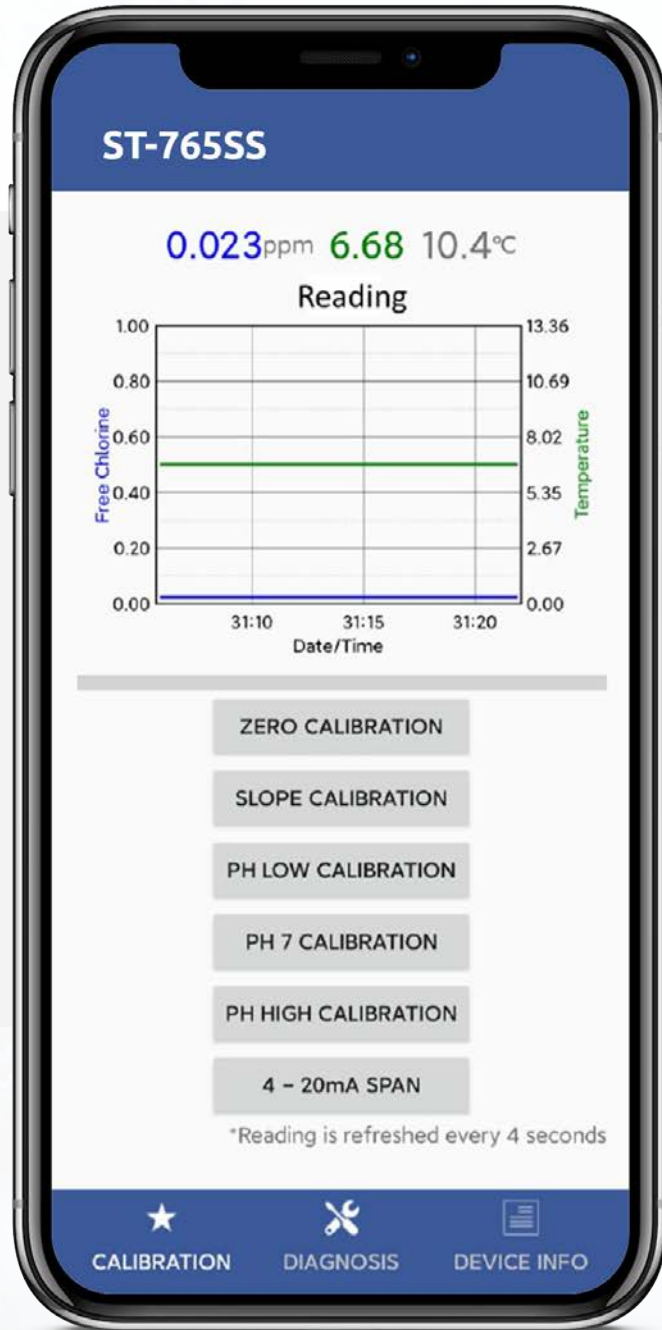 ST-765SS
0.023ppm 6.68 10.4°C
Reading
1.00 13.36
0.80 10.69
0.60 8.02
0.40 5.35
0.20 2.67
0.00 0.00
Free Chlorine
Temperature
31:10 31:15 31:20
Date/Time
ZERO CALIBRATION
SLOPE CALIBRATION
PH LOW CALIBRATION
PH 7 CALIBRATION
PH HIGH CALIBRATION
4 – 20mA SPAN
*Reading is refreshed every 4 seconds
CALIBRATION DIAGNOSIS DEVICE INFO